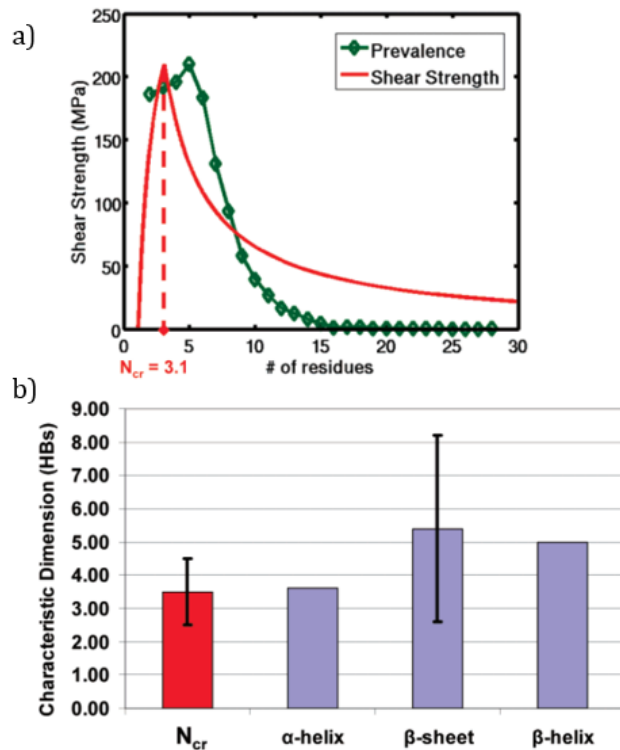 a)
Prevalence
Shear Strength
Shear Strength (MPa)
250
200
150
100
50
0
0 5 10 15 20 25 30
N_cr = 3.1
# of residues
b)
Characteristic Dimension (HBs)
9.00
8.00
7.00
6.00
5.00
4.00
3.00
2.00
1.00
0.00
N_cr α-helix β-sheet β-helix